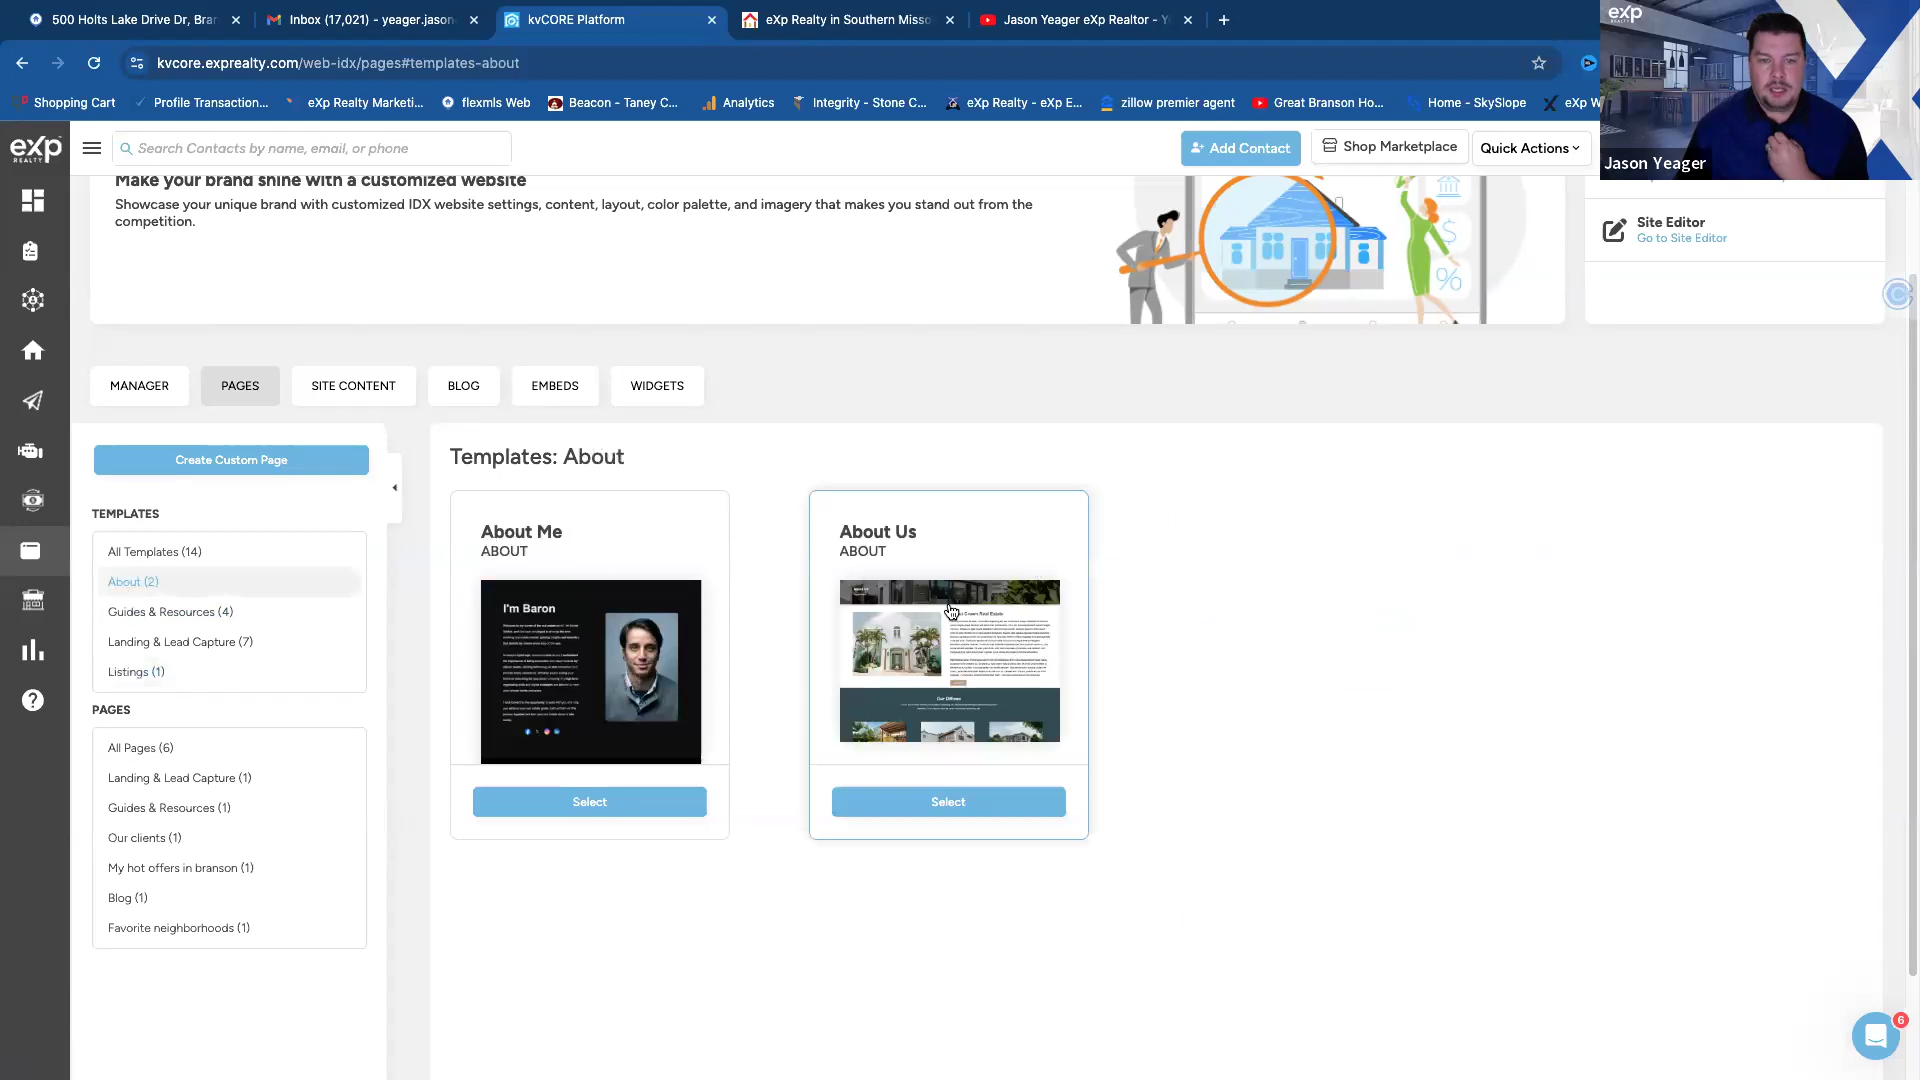 500 Holts Lake Drive Dr, Bra
Inbox (17,021) - yeager.jason
kvCORE Platform
eXp Realty in Southern Misso
Jason Yeager eXp Realtor - Y
kvcore.exprealty.com/web-idx/pages#templates-about
Shopping Cart
Profile Transaction...
eXp Realty Marketi...
flexmls Web
Beacon - Taney C...
Analytics
Integrity - Stone C...
eXp Realty - eXp E...
zillow premier agent
Great Branson Ho...
Home - SkySlope
eXp W
eXp
REALTY
Jason Yeager
eXp
REALTY
Search Contacts by name, email, or phone
Add Contact
Shop Marketplace
Quick Actions
Make your brand shine with a customized website
Showcase your unique brand with customized IDX website settings, content, layout, color palette, and imagery that makes you stand out from the
competition.
Site Editor
Go to Site Editor
MANAGER
PAGES
SITE CONTENT
BLOG
EMBEDS
WIDGETS
Create Custom Page
TEMPLATES
All Templates (14)
About (2)
Guides & Resources (4)
Landing & Lead Capture (7)
Listings (1)
PAGES
All Pages (6)
Landing & Lead Capture (1)
Guides & Resources (1)
Our clients (1)
My hot offers in branson (1)
Blog (1)
Favorite neighborhoods (1)
Templates: About
About Me
ABOUT
I'm Baron
Select
About Us
ABOUT
Our Offices
Select
6